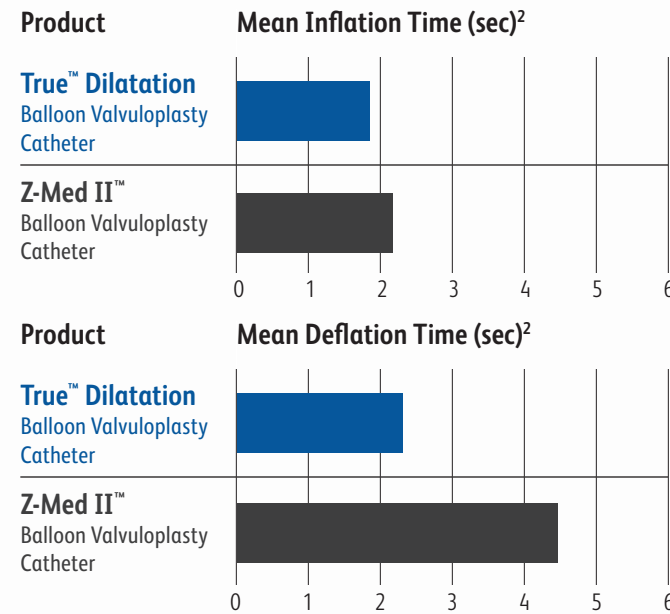 Product Mean Inflation Time (sec)²
True™ Dilatation
Balloon Valvuloplasty
Catheter
Z-Med II™
Balloon Valvuloplasty
Catheter
0 1 2 3 4 5 6
Product Mean Deflation Time (sec)²
True™ Dilatation
Balloon Valvuloplasty
Catheter
Z-Med II™
Balloon Valvuloplasty
Catheter
0 1 2 3 4 5 6